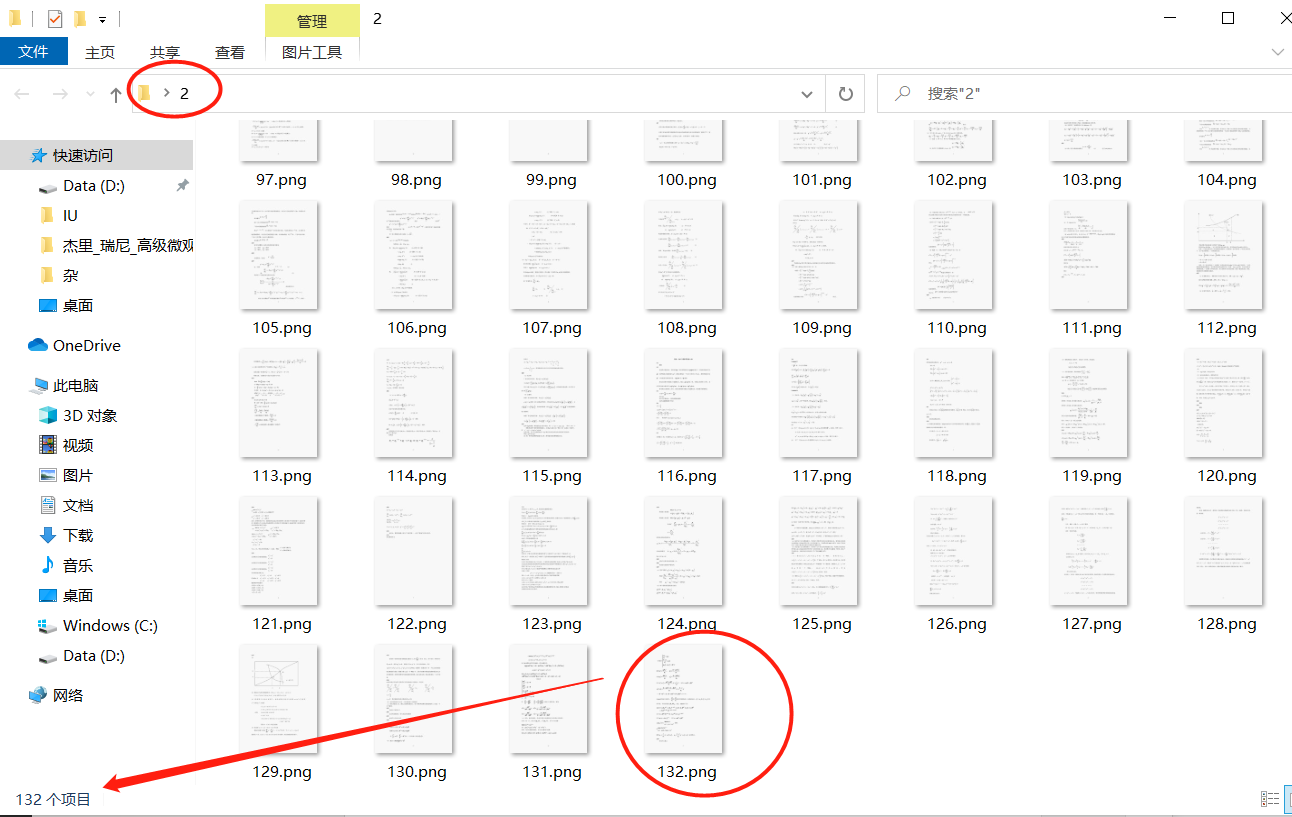 管理
2
文件
主页
共享
查看
图片工具
2
搜索"2"
快速访问
Data (D:)
IU
杰里_瑞尼_高级微观
杂
桌面
OneDrive
此电脑
3D 对象
视频
图片
文档
下载
音乐
桌面
Windows (C:)
Data (D:)
网络
97.png
98.png
99.png
100.png
101.png
102.png
103.png
104.png
105.png
106.png
107.png
108.png
109.png
110.png
111.png
112.png
113.png
114.png
115.png
116.png
117.png
118.png
119.png
120.png
121.png
122.png
123.png
124.png
125.png
126.png
127.png
128.png
129.png
130.png
131.png
132.png
132 个项目